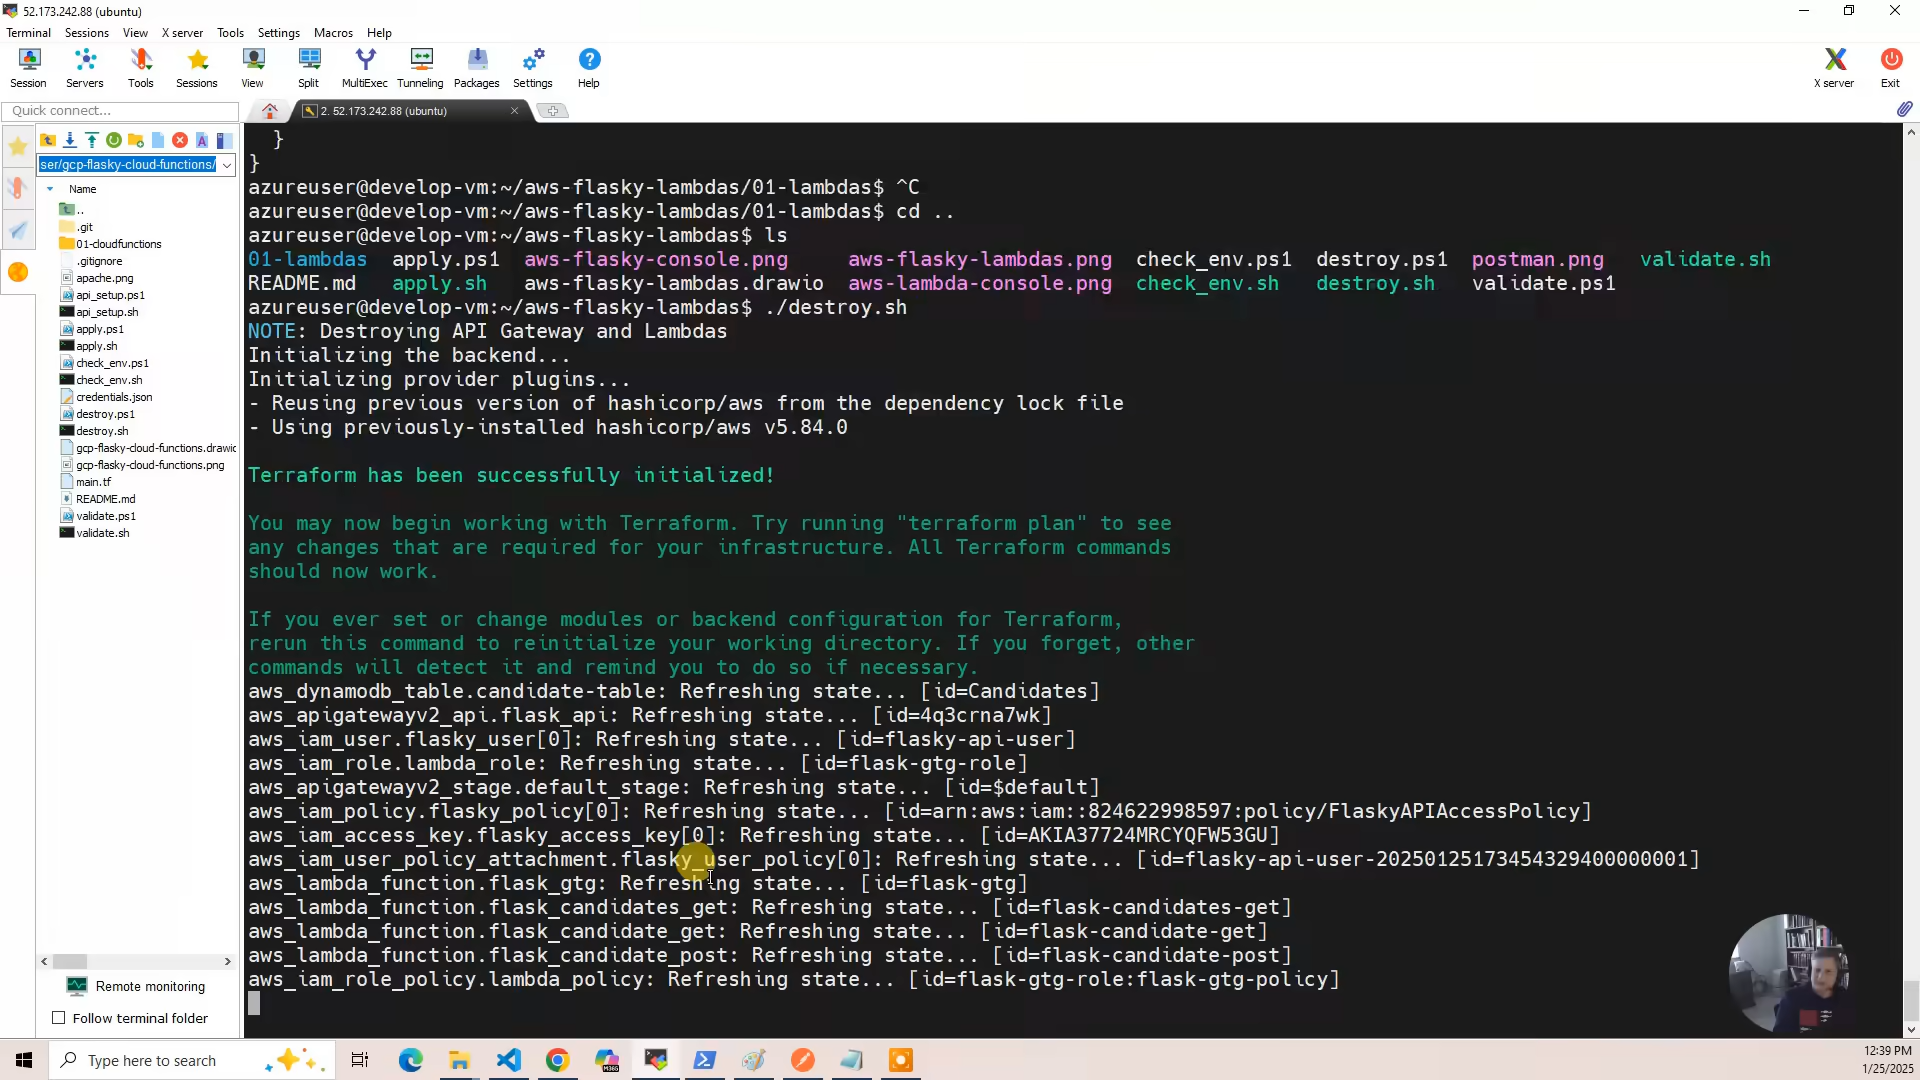 52.173.242.88 (ubuntu)
Terminal Sessions View X server Tools Settings Macros Help
Session Servers Tools Sessions View Split MultiExec Tunneling Packages Settings Help X server Exit
Quick connect...
2. 52.173.242.88 (ubuntu)
ser/gcp-flasky-cloud-functions/
Name
..
.git
01-cloudfunctions
.gitignore
apache.png
api_setup.ps1
api_setup.sh
apply.ps1
apply.sh
check_env.ps1
check_env.sh
credentials.json
destroy.ps1
destroy.sh
gcp-flasky-cloud-functions.drawic
gcp-flasky-cloud-functions.png
main.tf
README.md
validate.ps1
validate.sh
Remote monitoring
Follow terminal folder
}
}
azureuser@develop-vm:~/aws-flasky-lambdas/01-lambdas$ ^C
azureuser@develop-vm:~/aws-flasky-lambdas/01-lambdas$ cd ..
azureuser@develop-vm:~/aws-flasky-lambdas$ ls
01-lambdas apply.ps1 aws-flasky-console.png aws-flasky-lambdas.png check_env.ps1 destroy.ps1 postman.png validate.sh
README.md apply.sh aws-flasky-lambdas.drawio aws-lambda-console.png check_env.sh destroy.sh validate.ps1
azureuser@develop-vm:~/aws-flasky-lambdas$ ./destroy.sh
NOTE: Destroying API Gateway and Lambdas
Initializing the backend...
Initializing provider plugins...
- Reusing previous version of hashicorp/aws from the dependency lock file
- Using previously-installed hashicorp/aws v5.84.0
Terraform has been successfully initialized!
You may now begin working with Terraform. Try running "terraform plan" to see
any changes that are required for your infrastructure. All Terraform commands
should now work.
If you ever set or change modules or backend configuration for Terraform,
rerun this command to reinitialize your working directory. If you forget, other
commands will detect it and remind you to do so if necessary.
aws_dynamodb_table.candidate-table: Refreshing state... [id=Candidates]
aws_apigatewayv2_api.flask_api: Refreshing state... [id=4q3crna7wk]
aws_iam_user.flasky_user[0]: Refreshing state... [id=flasky-api-user]
aws_iam_role.lambda_role: Refreshing state... [id=flask-gtg-role]
aws_apigatewayv2_stage.default_stage: Refreshing state... [id=$default]
aws_iam_policy.flasky_policy[0]: Refreshing state... [id=arn:aws:iam::824622998597:policy/FlaskyAPIAccessPolicy]
aws_iam_access_key.flasky_access_key[0]: Refreshing state... [id=AKIA37724MRCYQFW53GU]
aws_iam_user_policy_attachment.flasky_user_policy[0]: Refreshing state... [id=flasky-api-user-20250125173454329400000001]
aws_lambda_function.flask_gtg: Refreshing state... [id=flask-gtg]
aws_lambda_function.flask_candidates_get: Refreshing state... [id=flask-candidates-get]
aws_lambda_function.flask_candidate_get: Refreshing state... [id=flask-candidate-get]
aws_lambda_function.flask_candidate_post: Refreshing state... [id=flask-candidate-post]
aws_iam_role_policy.lambda_policy: Refreshing state... [id=flask-gtg-role:flask-gtg-policy]
Type here to search
12:39 PM
1/25/2025